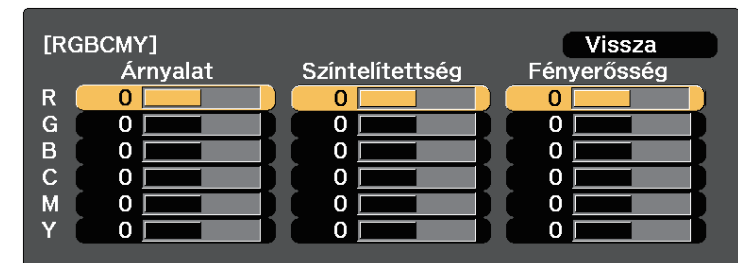 [RGBCMY] Vissza
Árnyalat Színtelítettség Fényerősség
R 0 0 0
G 0 0 0
B 0 0 0
C 0 0 0
M 0 0 0
Y 0 0 0